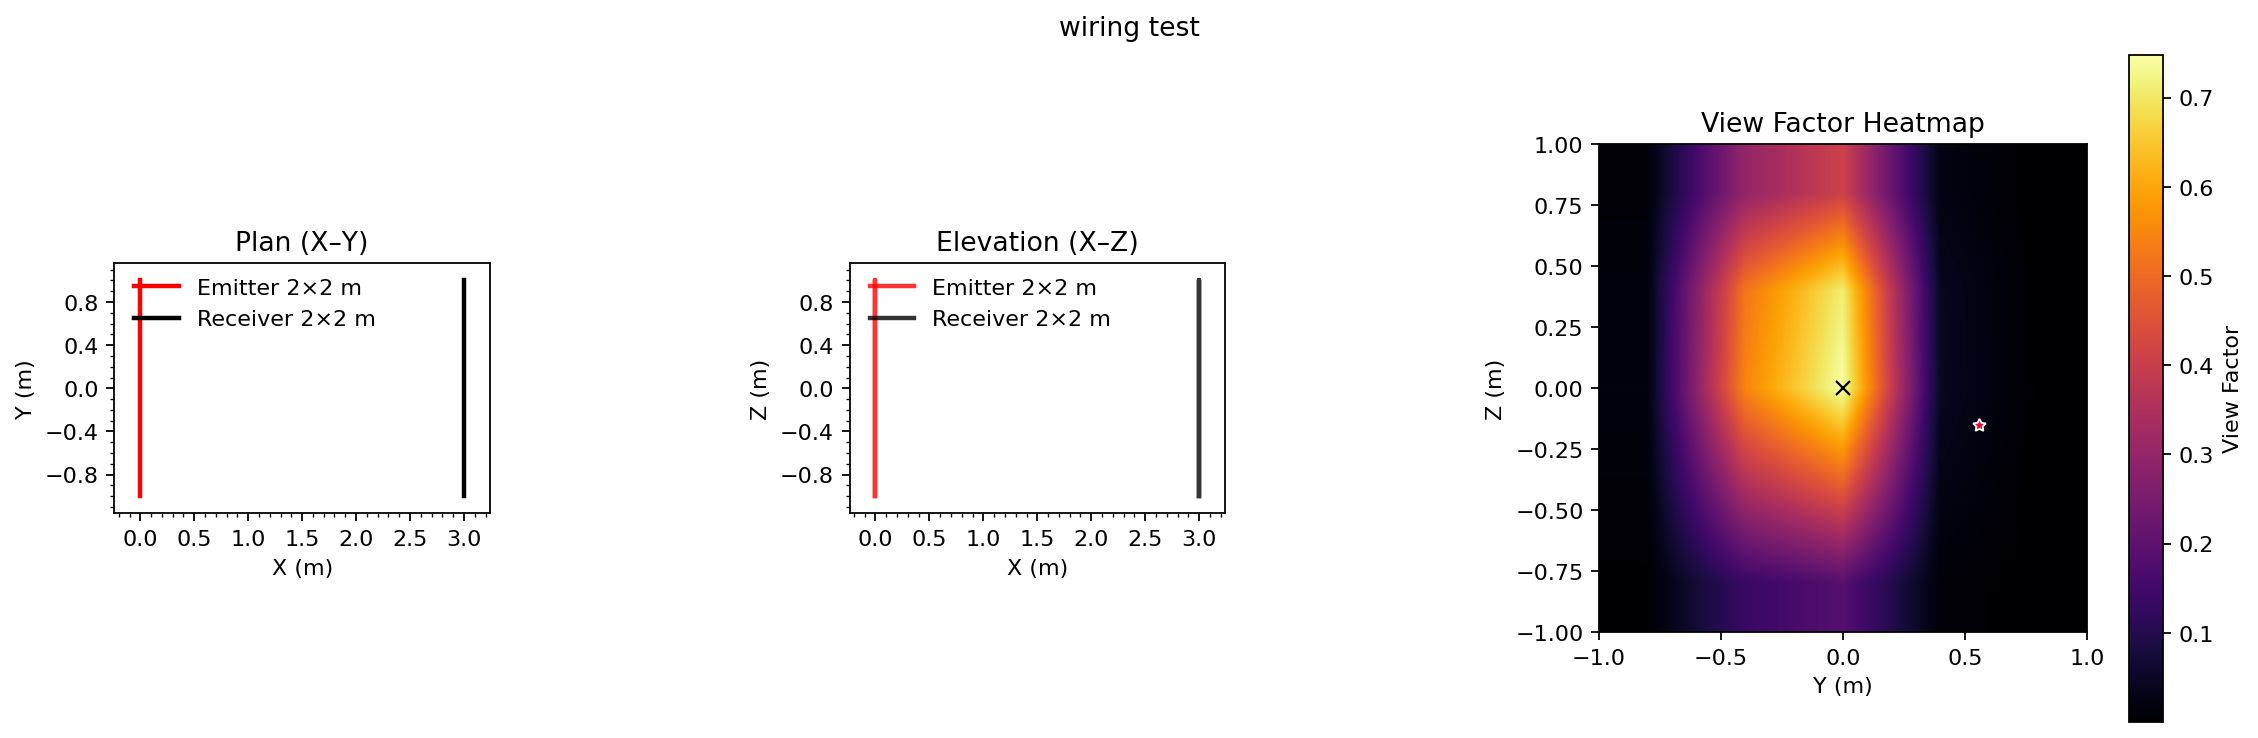 wiring test
Plan (X–Y)
Emitter 2×2 m
Receiver 2×2 m
Y (m)
0.8
0.4
0.0
−0.4
−0.8
0.0 0.5 1.0 1.5 2.0 2.5 3.0
X (m)
Elevation (X–Z)
Emitter 2×2 m
Receiver 2×2 m
Z (m)
0.8
0.4
0.0
−0.4
−0.8
0.0 0.5 1.0 1.5 2.0 2.5 3.0
X (m)
View Factor Heatmap
Z (m)
1.00
0.75
0.50
0.25
0.00
−0.25
−0.50
−0.75
−1.00
−1.0 −0.5 0.0 0.5 1.0
Y (m)
0.7
0.6
0.5
0.4
0.3
0.2
0.1
View Factor